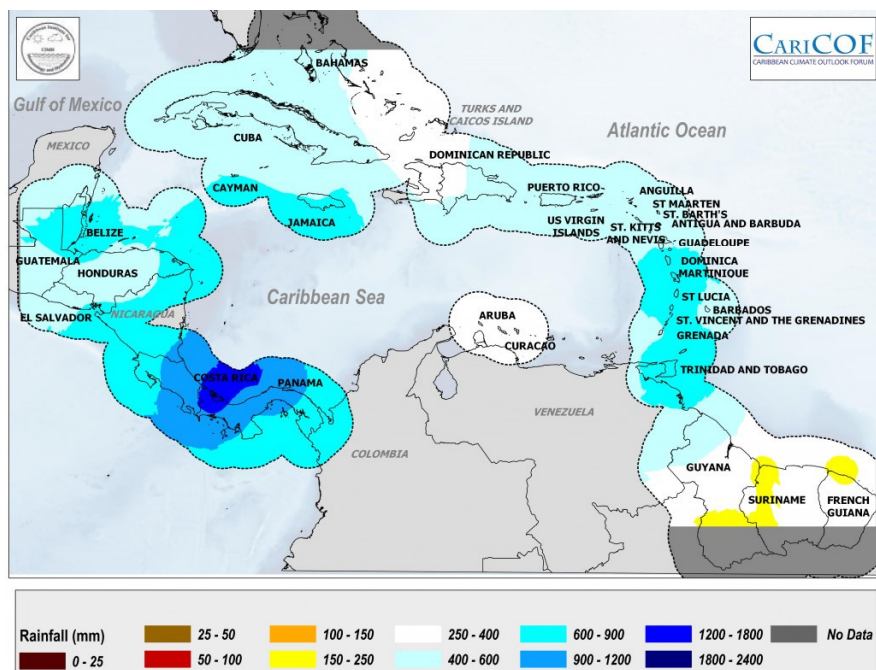 CARICOF
CARIBBEAN CLIMATE OUTLOOK FORUM
CIMH
BAHAMAS
Gulf of Mexico
TURKS AND
CAICOS ISLAND
Atlantic Ocean
MEXICO
CUBA
DOMINICAN REPUBLIC
CAYMAN
PUERTO RICO
ANGUILLA
ST MAARTEN
ST. BARTH'S
JAMAICA
US VIRGIN
ISLANDS
ST. KITTS
AND NEVIS
ANTIGUA AND BARBUDA
BELIZE
GUADELOUPE
GUATEMALA
DOMINICA
HONDURAS
MARTINIQUE
Caribbean Sea
ST LUCIA
EL SALVADOR
NICARAGUA
ARUBA
BARBADOS
ST. VINCENT AND THE GRENADINES
CURACAO
GRENADA
COSTA RICA
PANAMA
TRINIDAD AND TOBAGO
VENEZUELA
COLOMBIA
GUYANA
SURINAME
FRENCH
GUIANA
Rainfall (mm)
25 - 50
100 - 150
250 - 400
600 - 900
1200 - 1800
No Data
0 - 25
50 - 100
150 - 250
400 - 600
900 - 1200
1800 - 2400